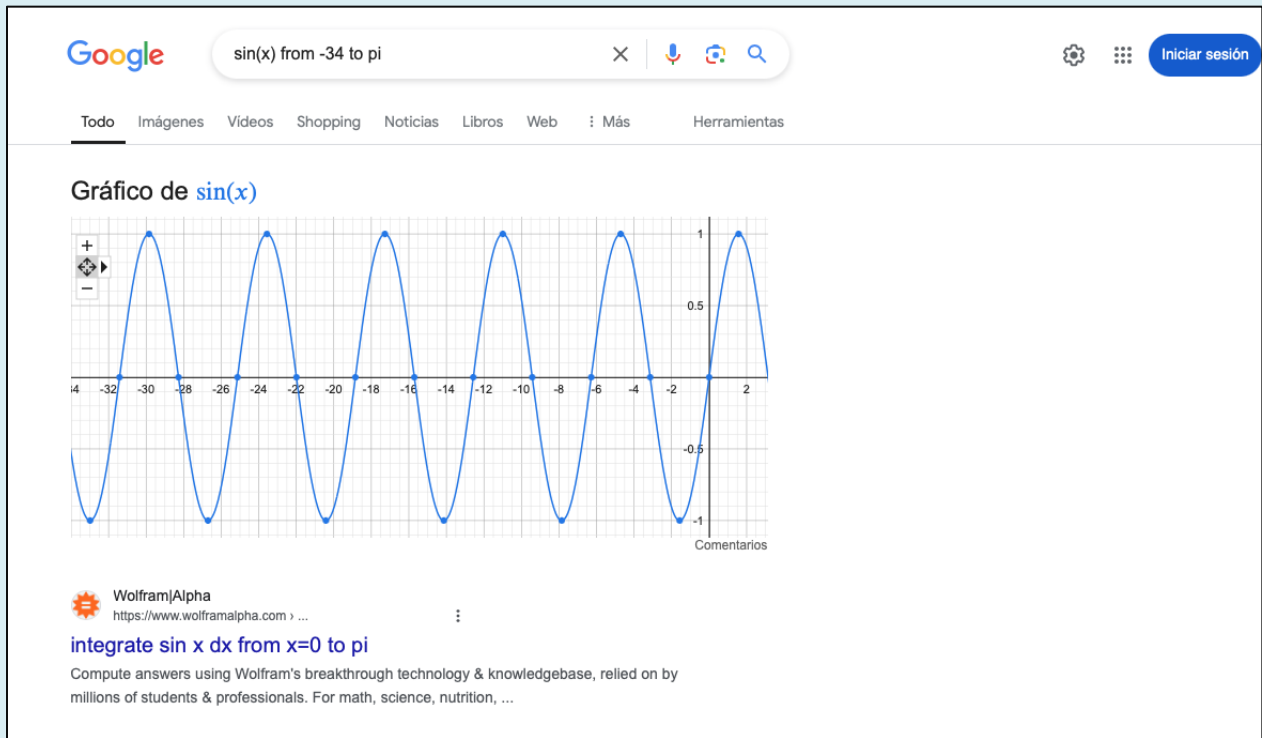 Google
sin(x) from -34 to pi
Iniciar sesión
Todo Imágenes Vídeos Shopping Noticias Libros Web Más Herramientas
Gráfico de sin(x)
+
−
1
0.5
-34 -32 -30 -28 -26 -24 -22 -20 -18 -16 -14 -12 -10 -8 -6 -4 -2 2
-0.5
-1
Comentarios
Wolfram|Alpha
https://www.wolframalpha.com › ...
integrate sin x dx from x=0 to pi
Compute answers using Wolfram's breakthrough technology & knowledgebase, relied on by
millions of students & professionals. For math, science, nutrition, ...